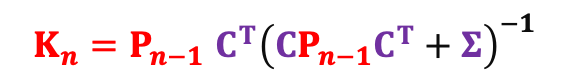 Kₙ = Pₙ₋₁ Cᵀ(CPₙ₋₁Cᵀ + Σ)⁻¹